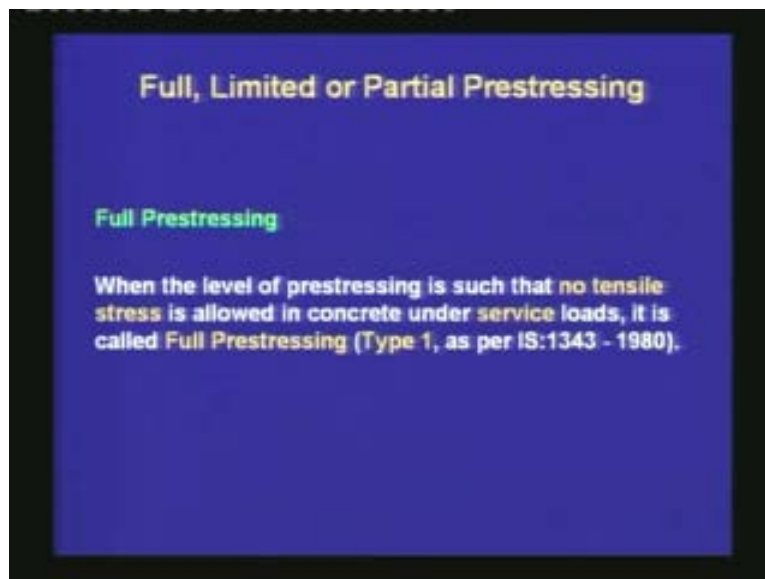 Full, Limited or Partial Prestressing
Full Prestressing
When the level of prestressing is such that no tensile
stress is allowed in concrete under service loads, it is
called Full Prestressing (Type 1, as per IS:1343 - 1980).